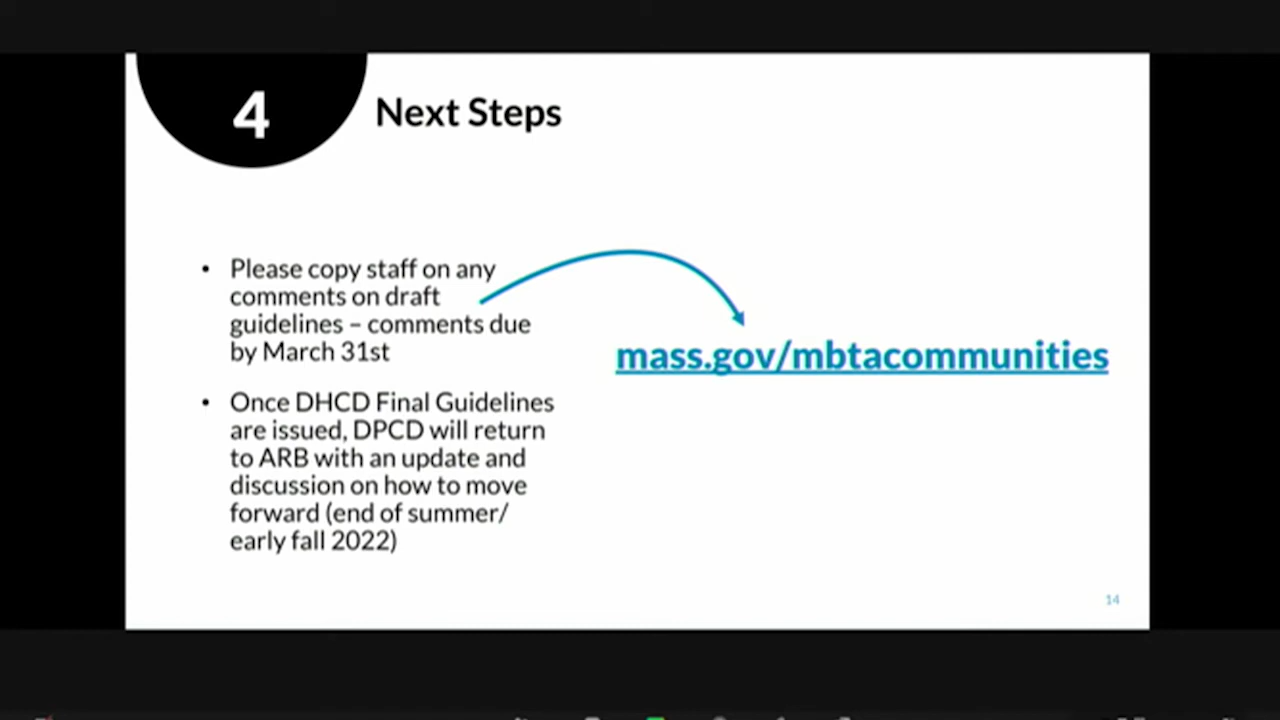 4
Next Steps
• Please copy staff on any
comments on draft
guidelines – comments due
by March 31st
• Once DHCD Final Guidelines
are issued, DPCD will return
to ARB with an update and
discussion on how to move
forward (end of summer/
early fall 2022)
mass.gov/mbtacommunities
14